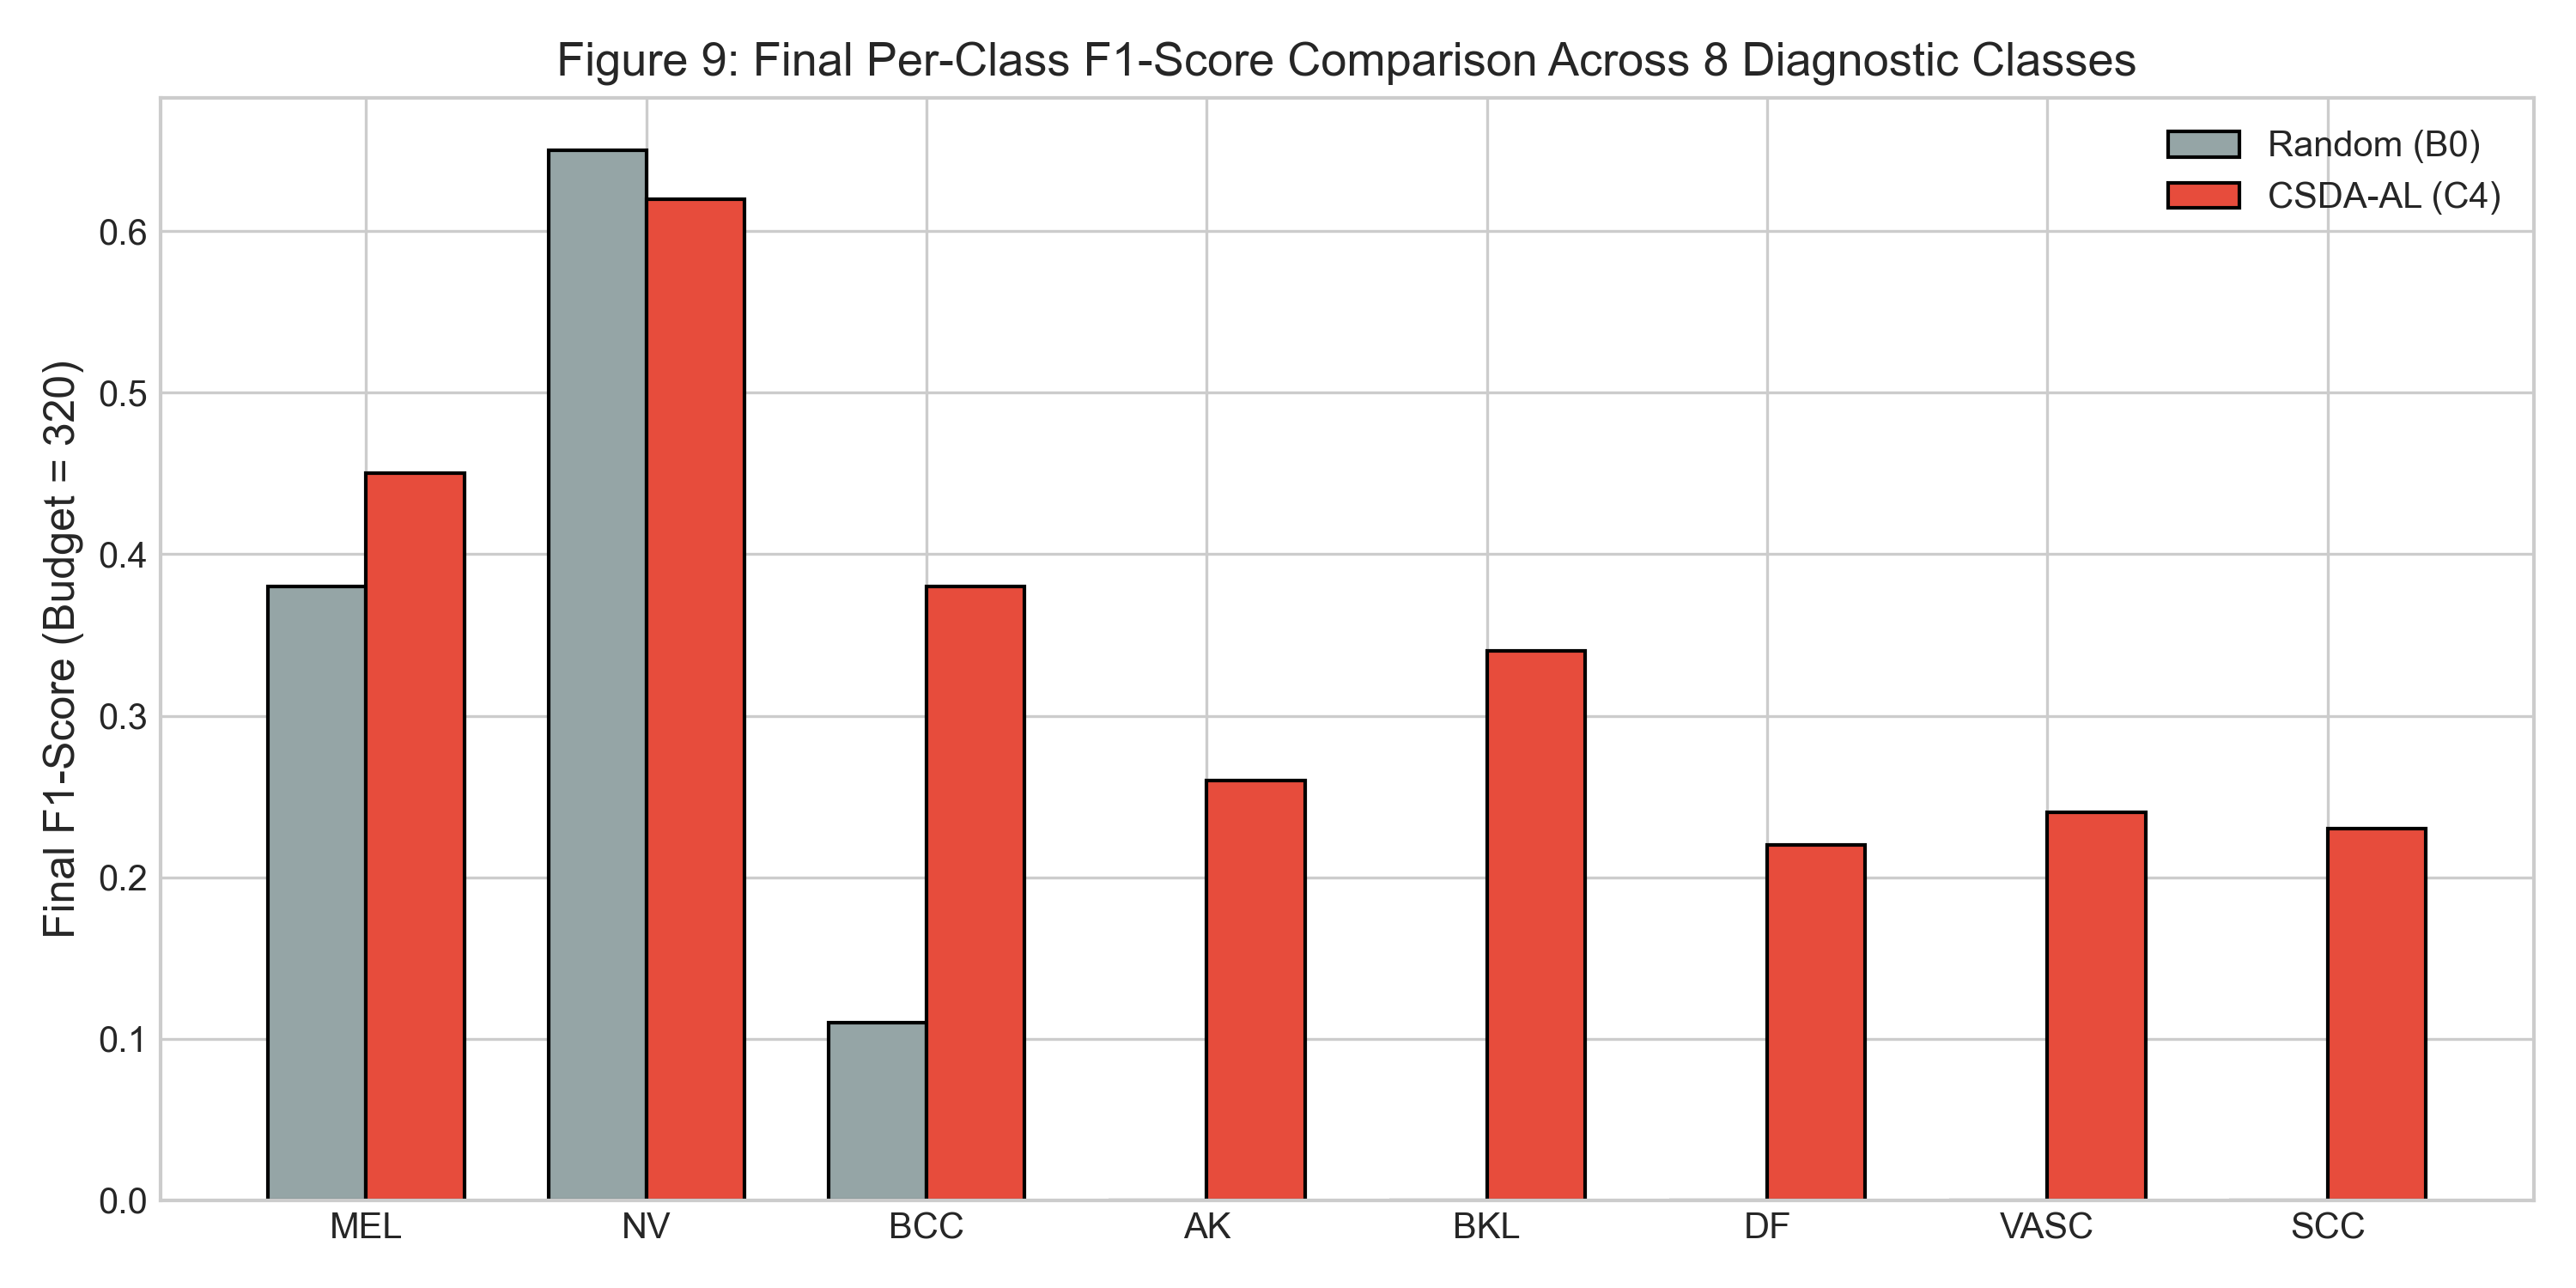 Figure 9: Final Per-Class F1-Score Comparison Across 8 Diagnostic Classes
Random (B0)
CSDA-AL (C4)
Final F1-Score (Budget = 320)
0.6
0.5
0.4
0.3
0.2
0.1
0.0
MEL NV BCC AK BKL DF VASC SCC